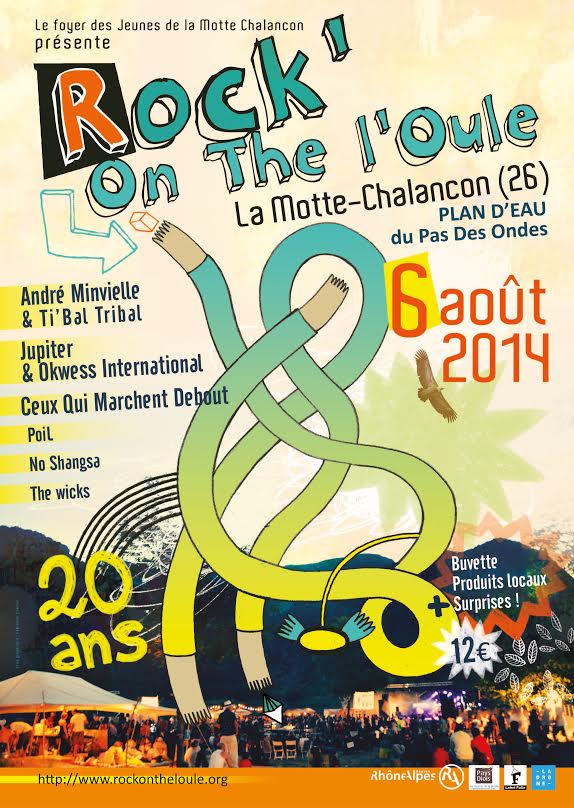 Le foyer des Jeunes de la Motte Chalancon
présente
Rock'
On The l'Oule
La Motte-Chalancon (26)
PLAN D'EAU
du Pas Des Ondes
6 août
2014
André Minvielle
& Ti'Bal Tribal
Jupiter
& Okwess International
Ceux Qui Marchent Debout
PoiL
No Shangsa
The wicks
20
ans
Buvette
Produits locaux
+ Surprises !
12€
http://www.rockontheloule.org
RhôneAlpes
PAYS
Diois
LA DRÔME